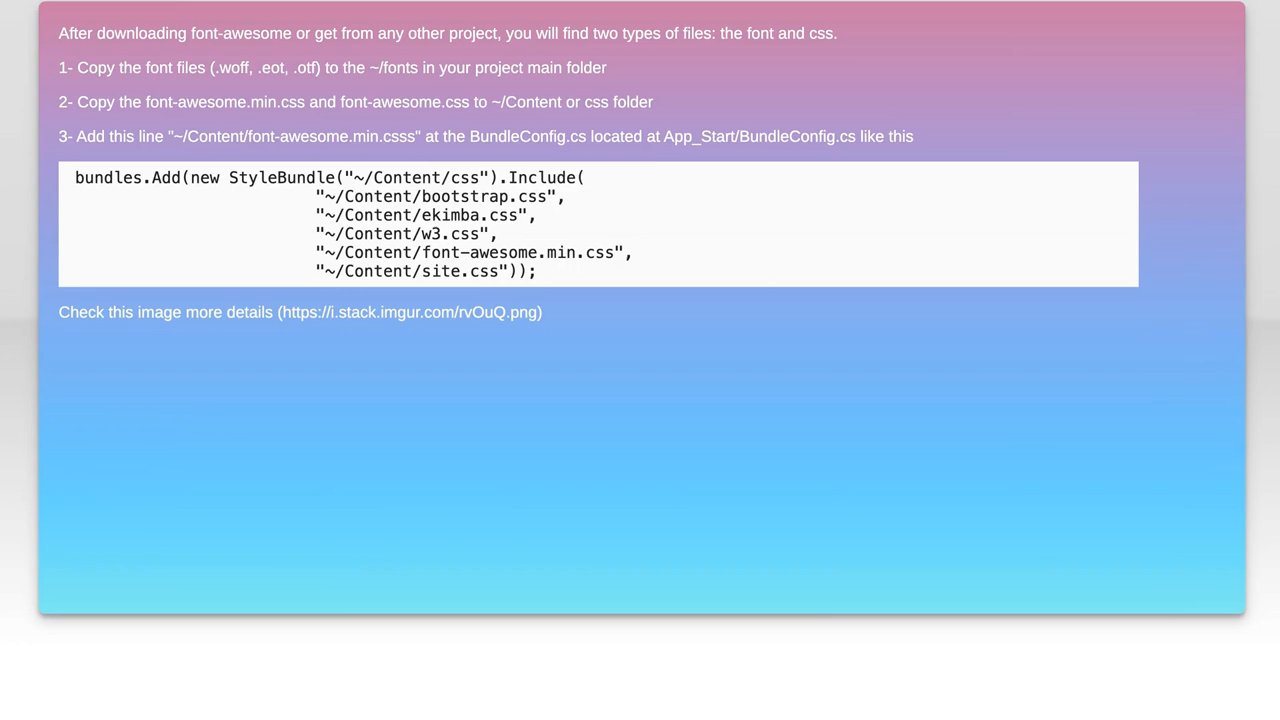 After downloading font-awesome or get from any other project, you will find two types of files: the font and css.
1- Copy the font files (.woff, .eot, .otf) to the ~/fonts in your project main folder
2- Copy the font-awesome.min.css and font-awesome.css to ~/Content or css folder
3- Add this line "~/Content/font-awesome.min.csss" at the BundleConfig.cs located at App_Start/BundleConfig.cs like this
bundles.Add(new StyleBundle("~/Content/css").Include(
"~/Content/bootstrap.css",
"~/Content/ekimba.css",
"~/Content/w3.css",
"~/Content/font-awesome.min.css",
"~/Content/site.css"));
Check this image more details (https://i.stack.imgur.com/rvOuQ.png)